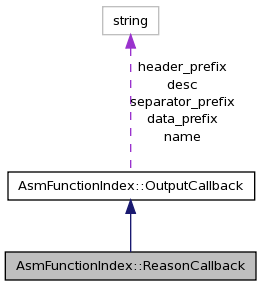 string
header_prefix
desc
separator_prefix
data_prefix
name
AsmFunctionIndex::OutputCallback
AsmFunctionIndex::ReasonCallback